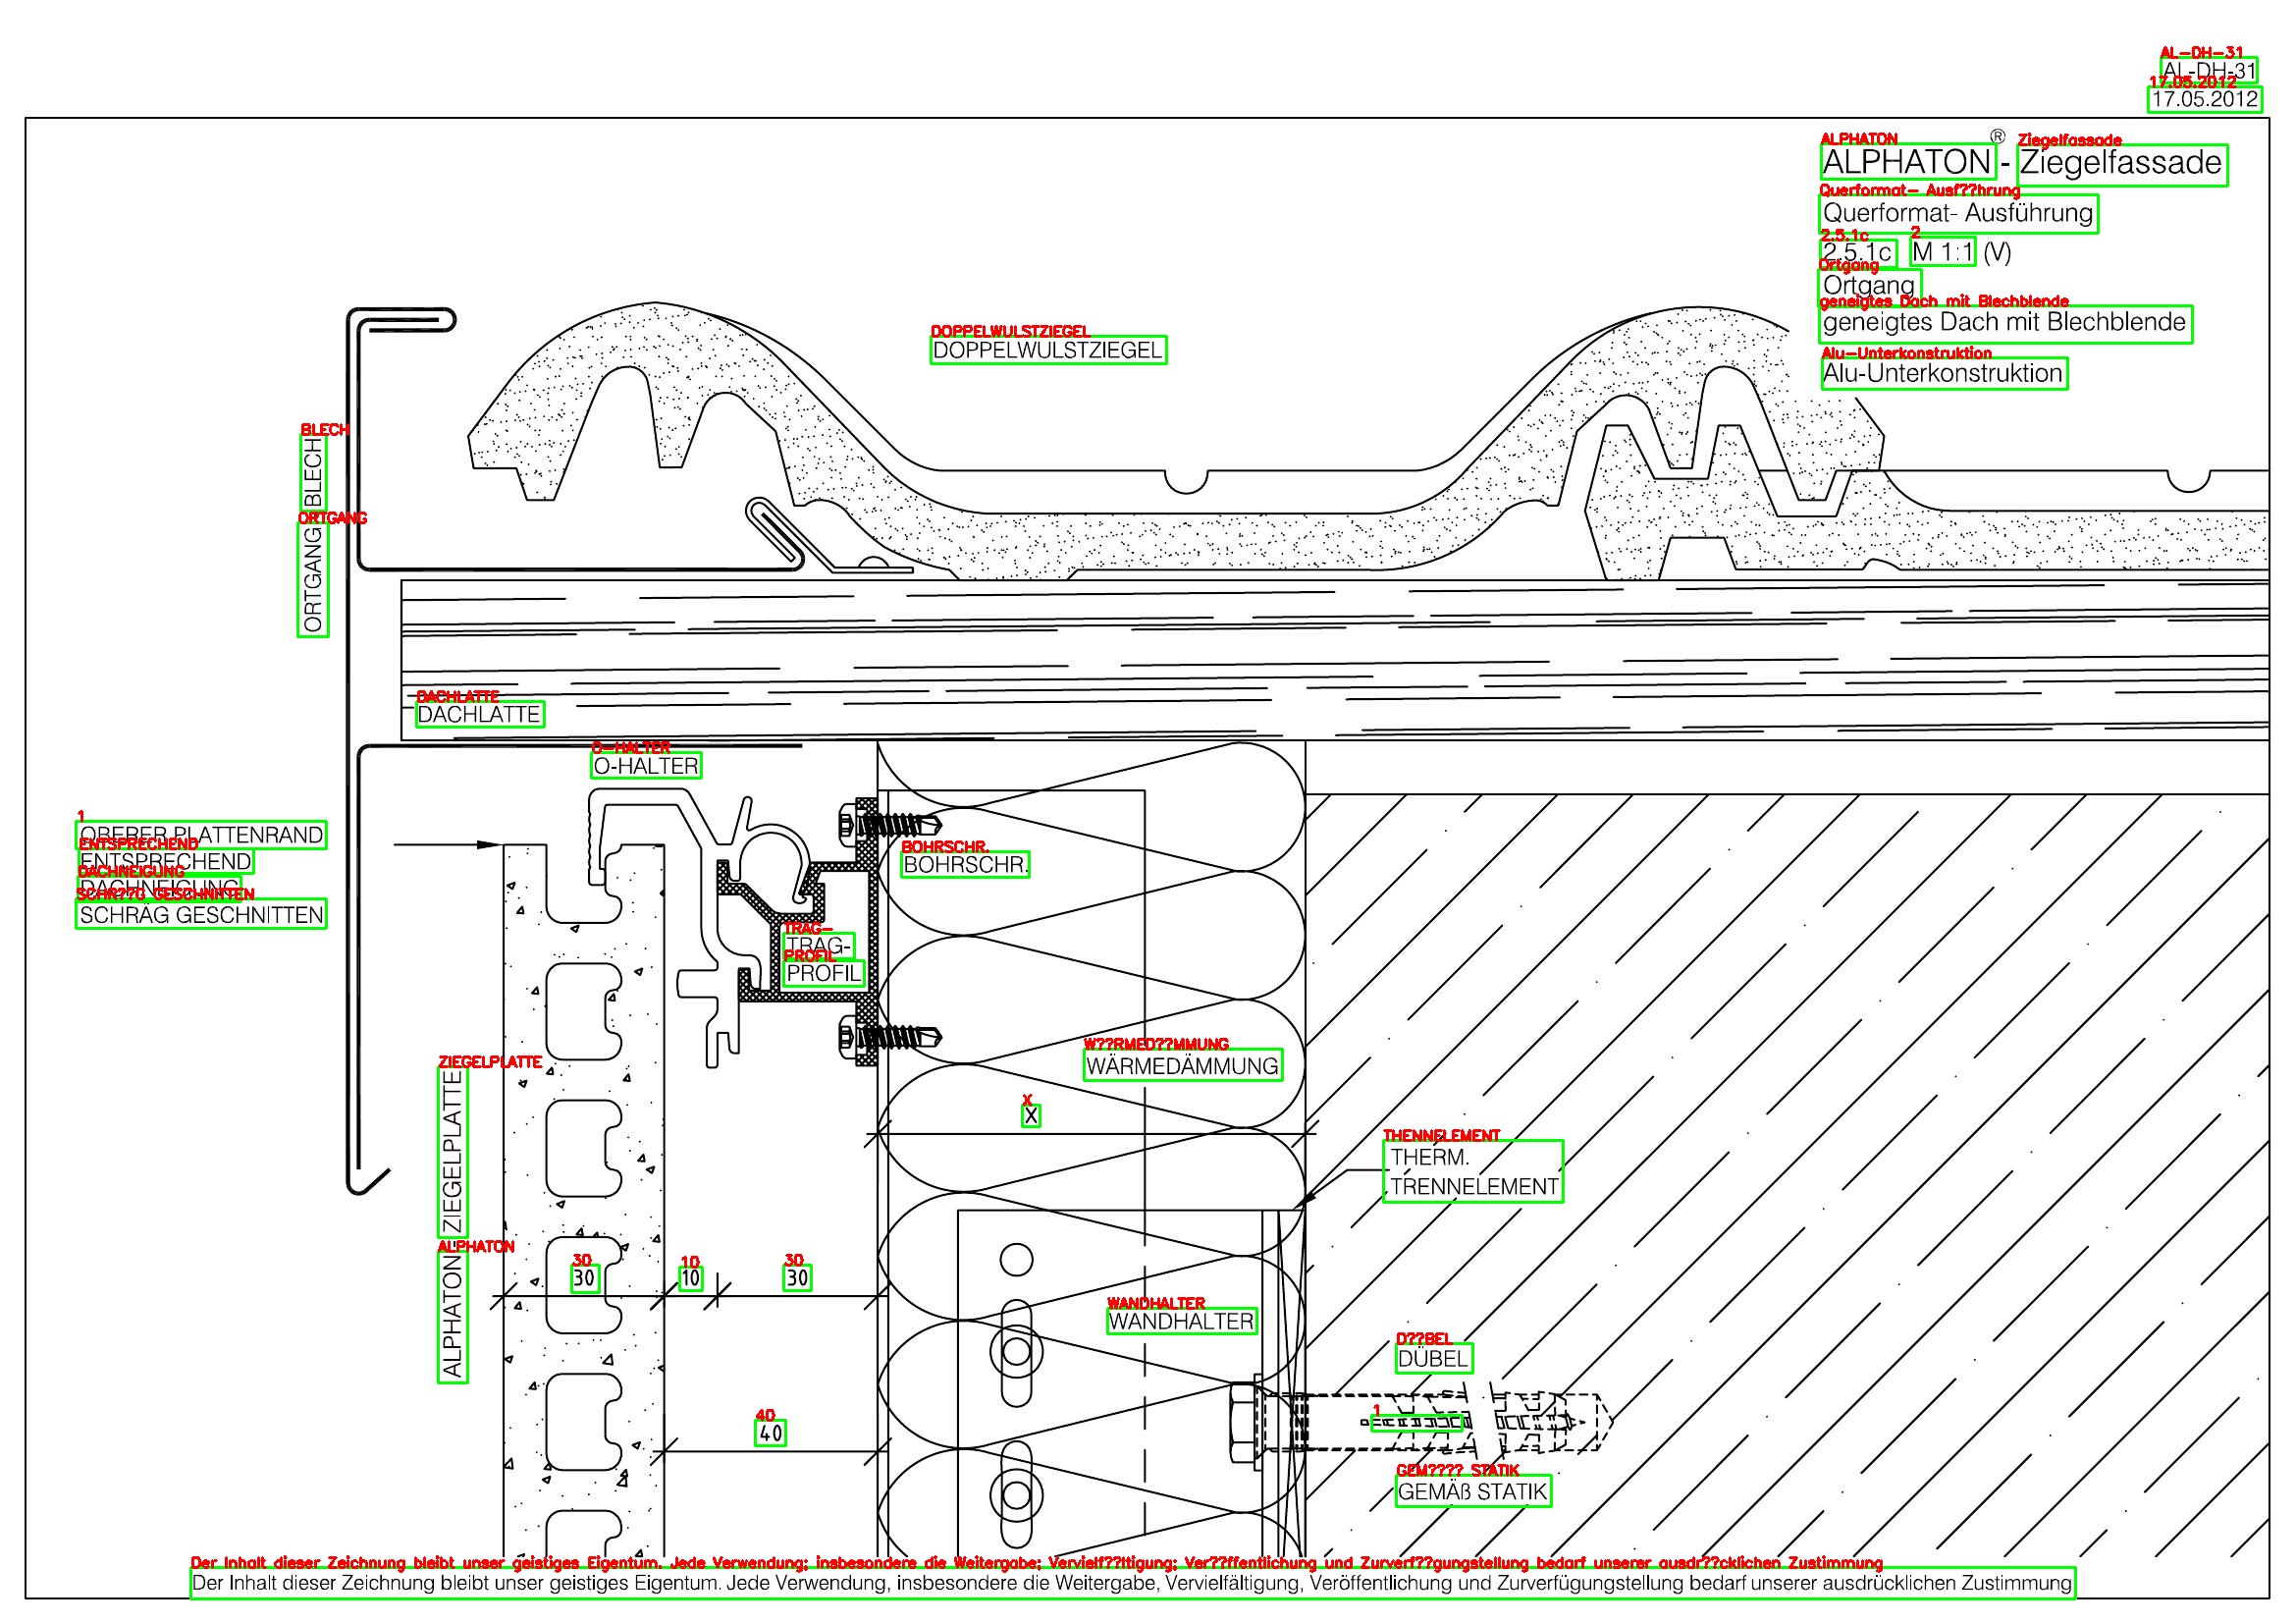 AL-DH-31
AL-DH-31
17.05.2012
17.05.2012
ALPHATON Ziegelfassade
ALPHATON® - Ziegelfassade
Querformat- Ausf??hrung
Querformat- Ausführung
2.5.1c 2
2.5.1c M 1:1 (V)
Ortgang
Ortgang
geneigtes Dach mit Blechblende
geneigtes Dach mit Blechblende
Alu-Unterkonstruktion
Alu-Unterkonstruktion
DOPPELWULSTZIEGEL
DOPPELWULSTZIEGEL
BLECH
ORTGANG
ORTGANG BLECH
DACHLATTE
DACHLATTE
O-HALTER
O-HALTER
1
OBERER PLATTENRAND
ENTSPRECHEND
ENTSPRECHEND
DACHNEIGUNG
DACHNEIGUNG
SCHR??G GESCHNITTEN
SCHRÄG GESCHNITTEN
BOHRSCHR.
BOHRSCHR.
TRAG-
TRAG-
PROFIL
PROFIL
W??RMED??MMUNG
WÄRMEDÄMMUNG
X
X
ZIEGELPLATTE
ALPHATON
ALPHATON ZIEGELPLATTE
THENNELEMENT
THERM.
TRENNELEMENT
30 10 30
30 10 30
WANDHALTER
WANDHALTER
D??BEL
DÜBEL
40
40
1
GEM???? STATIK
GEMÄß STATIK
Der Inhalt dieser Zeichnung bleibt unser geistiges Eigentum. Jede Verwendung; insbesondere die Weitergabe; Vervielf??ltigung; Ver??ffentlichung und Zurverf??gungstellung bedarf unserer ausdr??cklichen Zustimmung
Der Inhalt dieser Zeichnung bleibt unser geistiges Eigentum. Jede Verwendung, insbesondere die Weitergabe, Vervielfältigung, Veröffentlichung und Zurverfügungstellung bedarf unserer ausdrücklichen Zustimmung